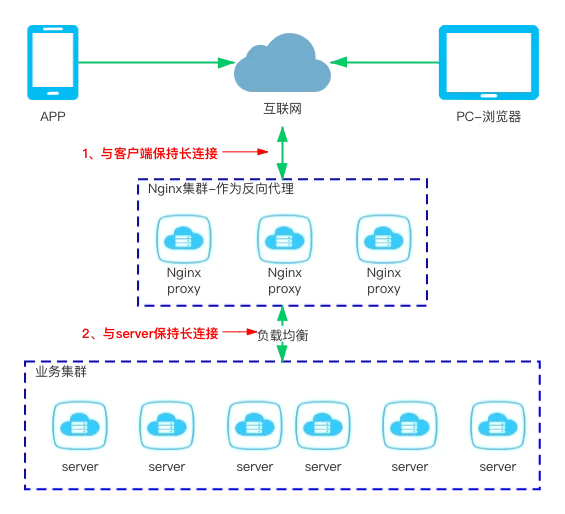 APP
互联网
PC-浏览器
1、与客户端保持长连接
Nginx集群-作为反向代理
Nginx
proxy
Nginx
proxy
Nginx
proxy
2、与server保持长连接
负载均衡
业务集群
server
server
server
server
server
server